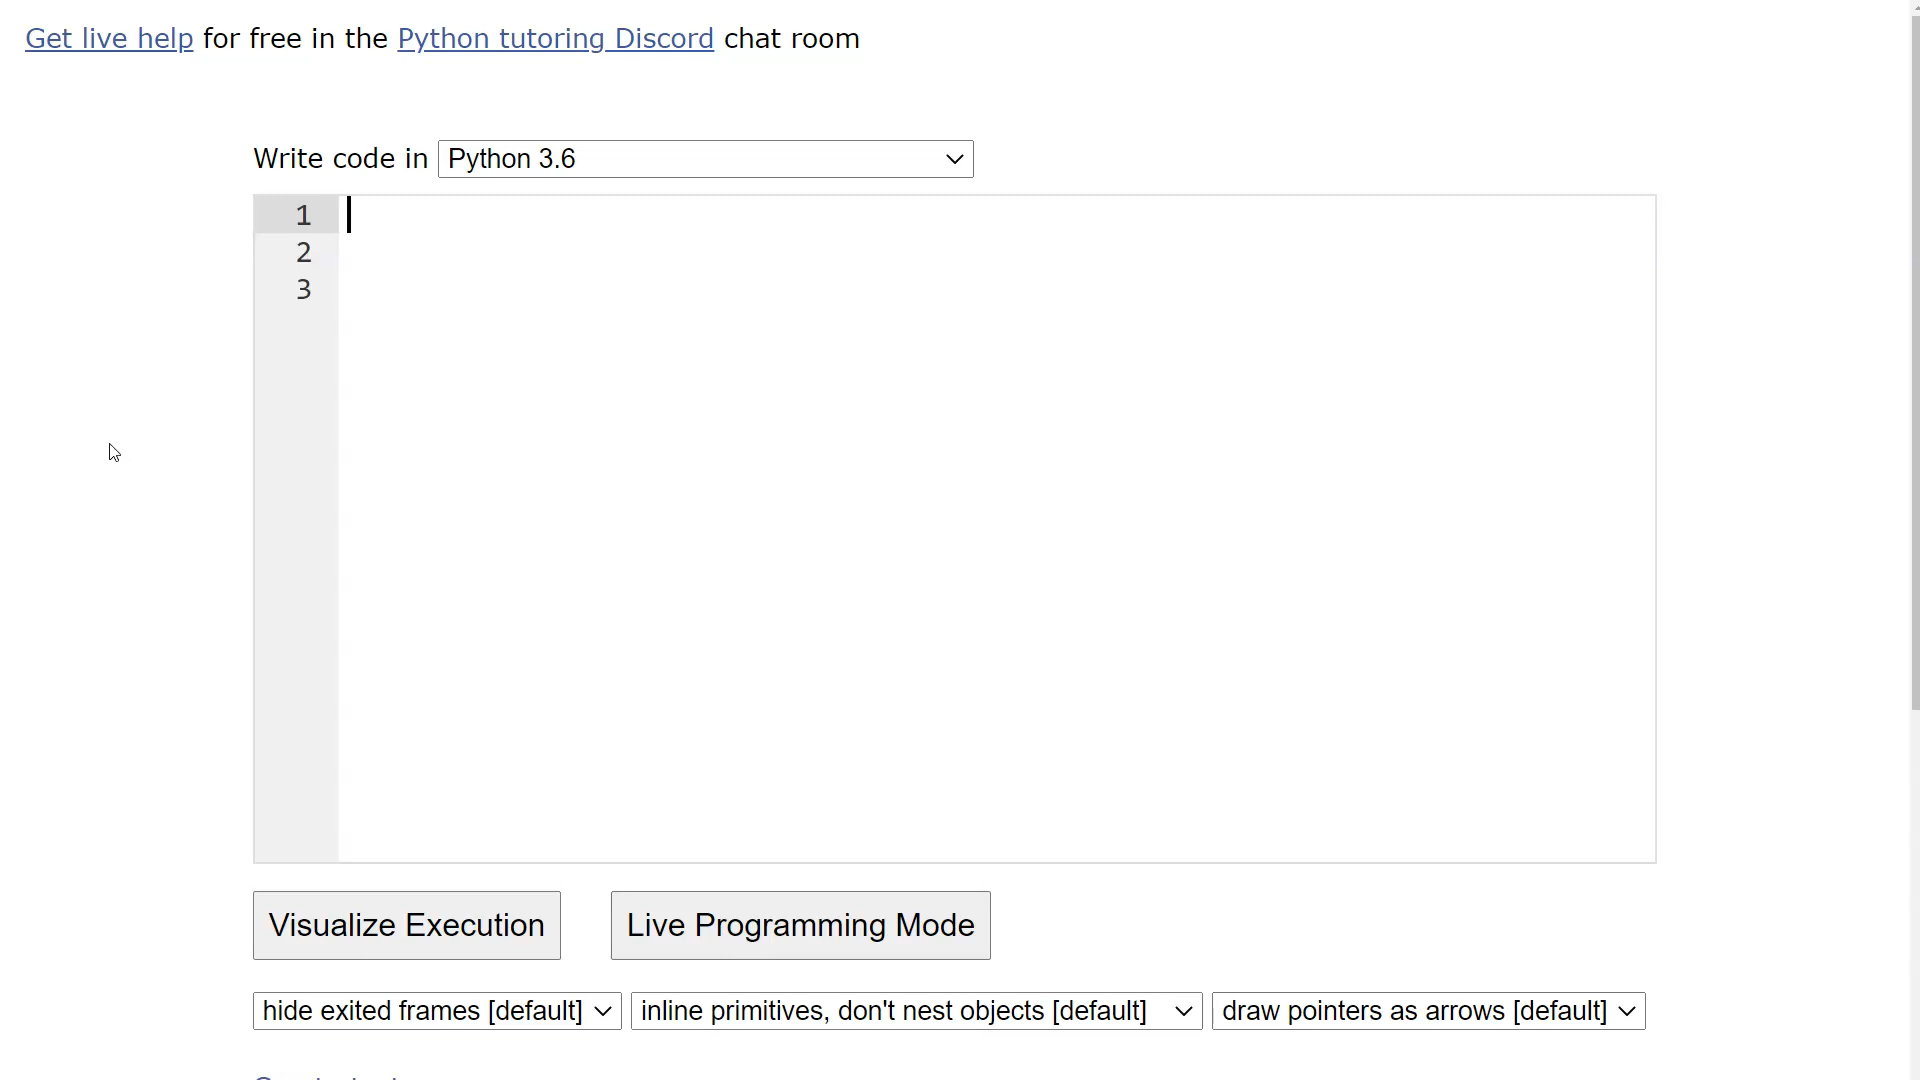 Get live help for free in the Python tutoring Discord chat room
Write code in Python 3.6
1
2
3
Visualize Execution Live Programming Mode
hide exited frames [default] inline primitives, don't nest objects [default] draw pointers as arrows [default]